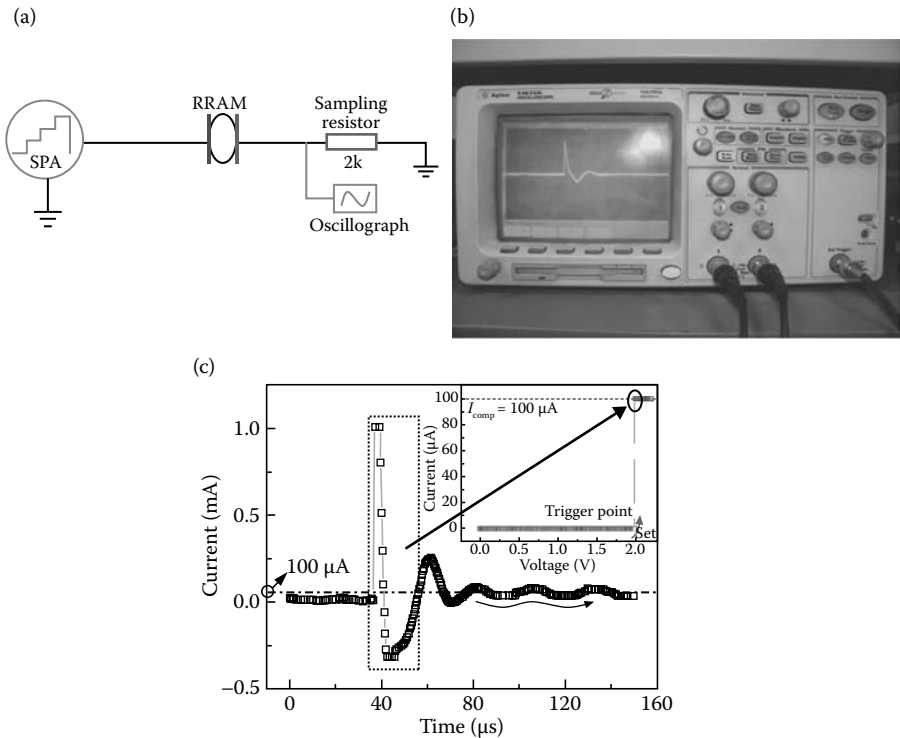 (a)
RRAM
Sampling
resistor
SPA
2k
Oscillograph
(b)
Agilent
(c)
Current (mA)
1.0
0.5
0.0
−0.5
100 μA
0
40
80
120
160
Time (μs)
Current (μA)
100
80
60
40
20
0
I comp = 100 μA
Trigger point
Set
0.0
0.5
1.0
1.5
2.0
Voltage (V)